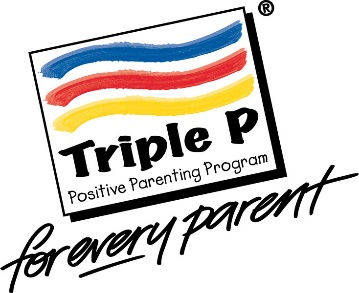 ®
Triple P
Positive Parenting Program
for every parent